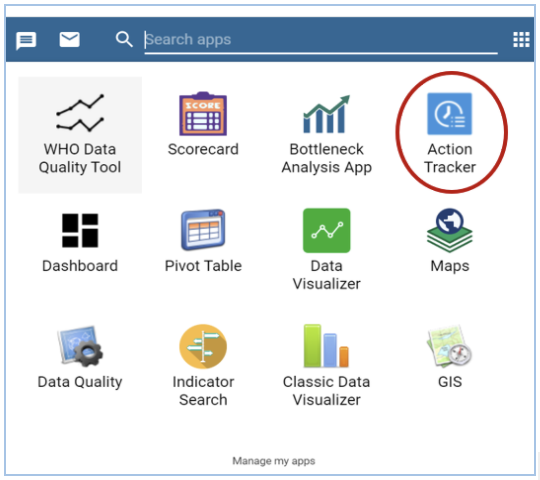 Search apps
SCORE
WHO Data
Quality Tool
Scorecard
Bottleneck
Analysis App
Action
Tracker
Dashboard
Pivot Table
Data
Visualizer
Maps
Data Quality
Indicator
Search
Classic Data
Visualizer
GIS
Manage my apps